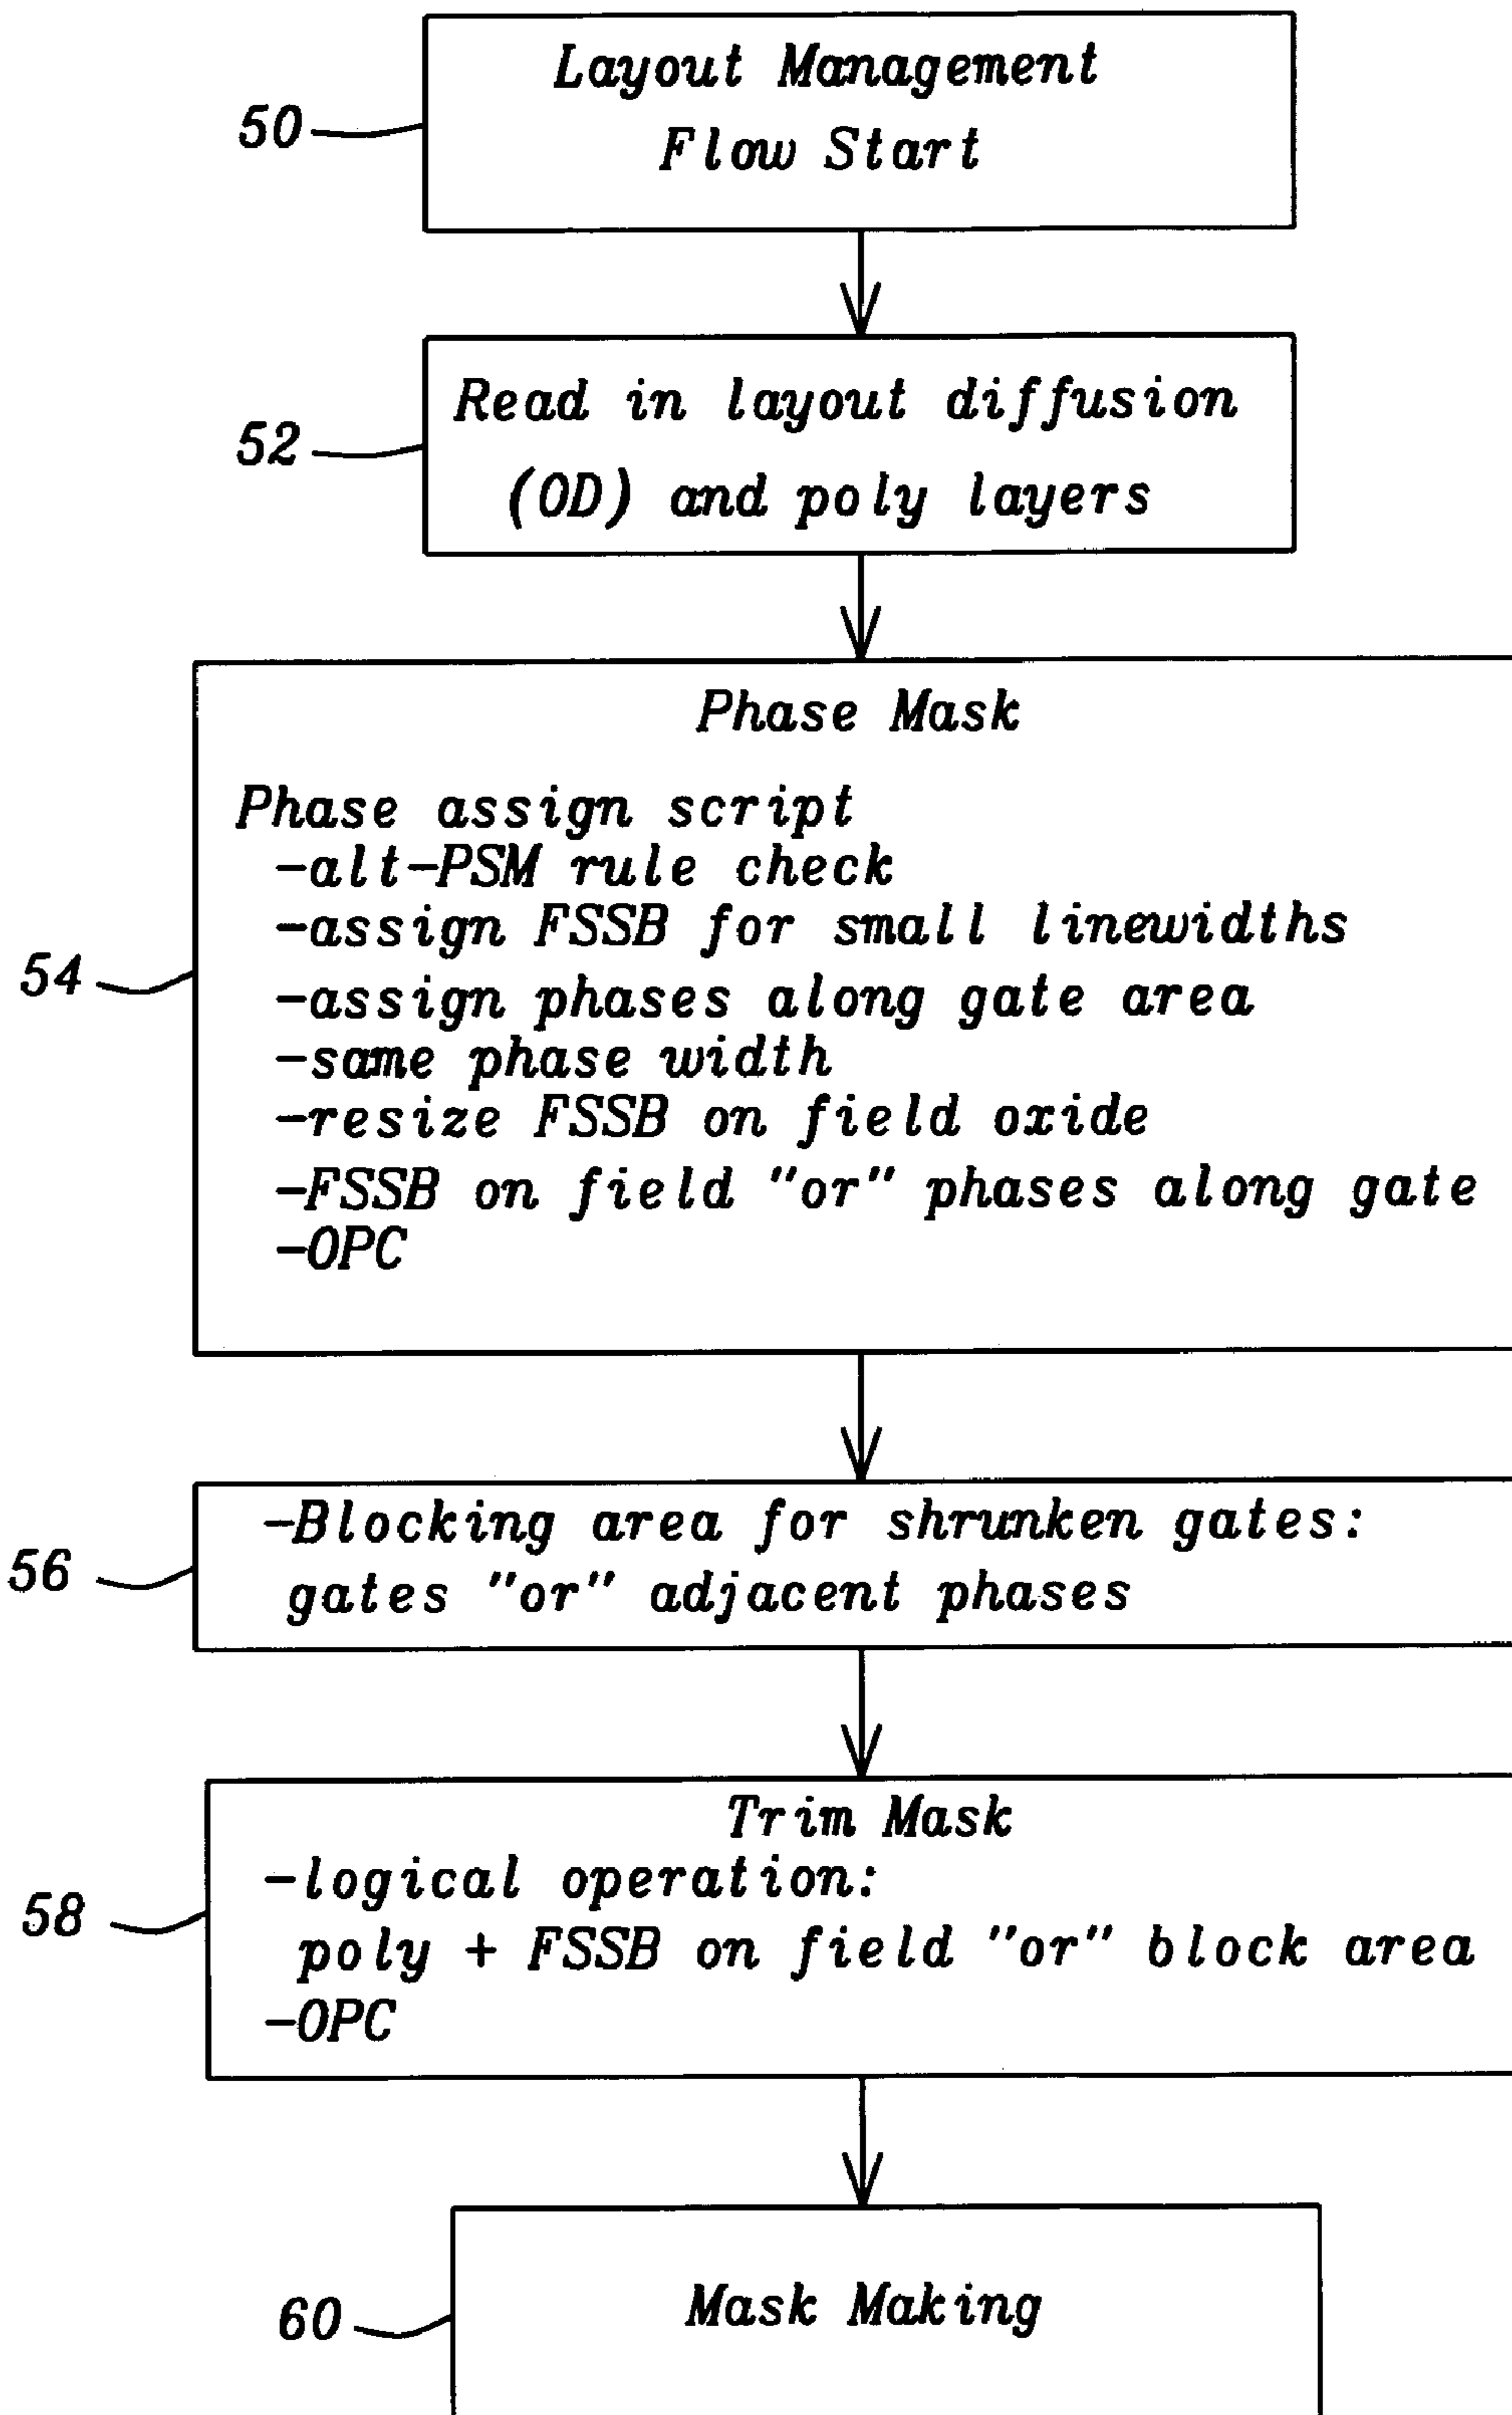 Layout Management
Flow Start
50
Read in layout diffusion
(OD) and poly layers
52
Phase Mask
Phase assign script
-alt-PSM rule check
-assign FSSB for small linewidths
-assign phases along gate area
-same phase width
-resize FSSB on field oxide
-FSSB on field "or" phases along gate
-OPC
54
-Blocking area for shrunken gates:
gates "or" adjacent phases
56
Trim Mask
-logical operation:
poly + FSSB on field "or" block area
-OPC
58
Mask Making
60